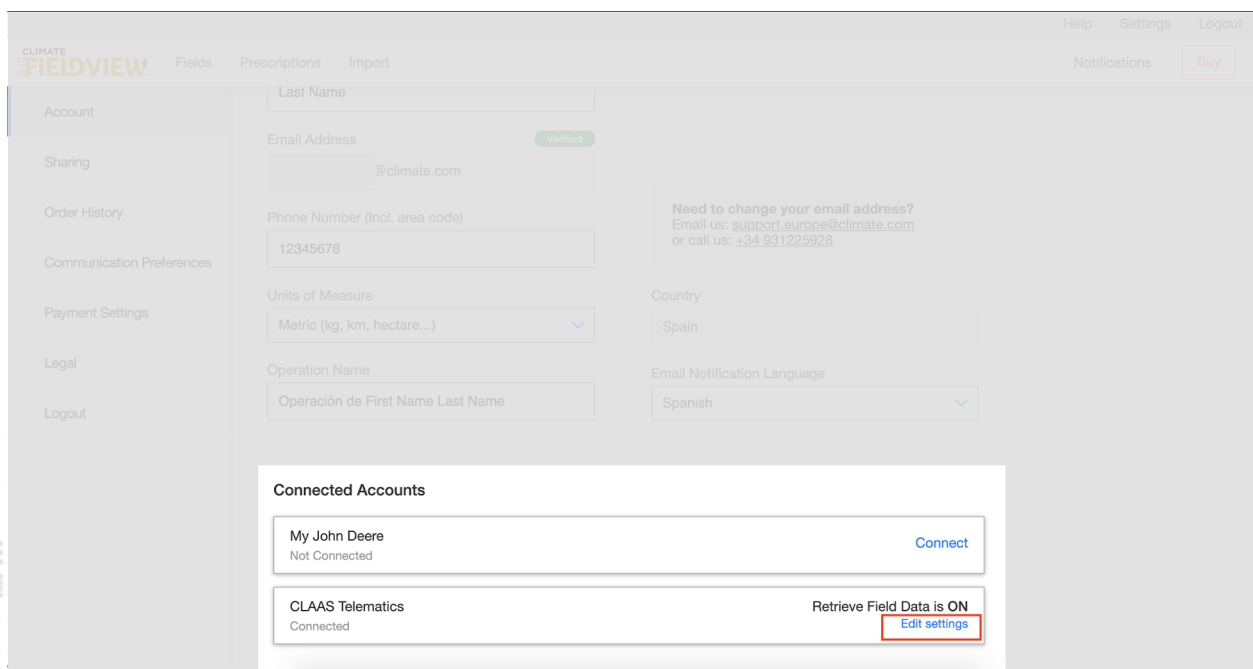 Help Settings Logout
CLIMATE
FIELDVIEW Fields Prescriptions Import Notifications Buy
Account
Sharing
Order History
Communication Preferences
Payment Settings
Legal
Logout
Last Name
Email Address Verified
@climate.com
Phone Number (Incl. area code)
12345678
Need to change your email address?
Email us: support.europe@climate.com
or call us: +34 931225928
Units of Measure
Metric (kg, km, hectare...)
Country
Spain
Operation Name
Operación de First Name Last Name
Email Notification Language
Spanish
Connected Accounts
My John Deere
Not Connected
Connect
CLAAS Telematics
Connected
Retrieve Field Data is ON
Edit settings